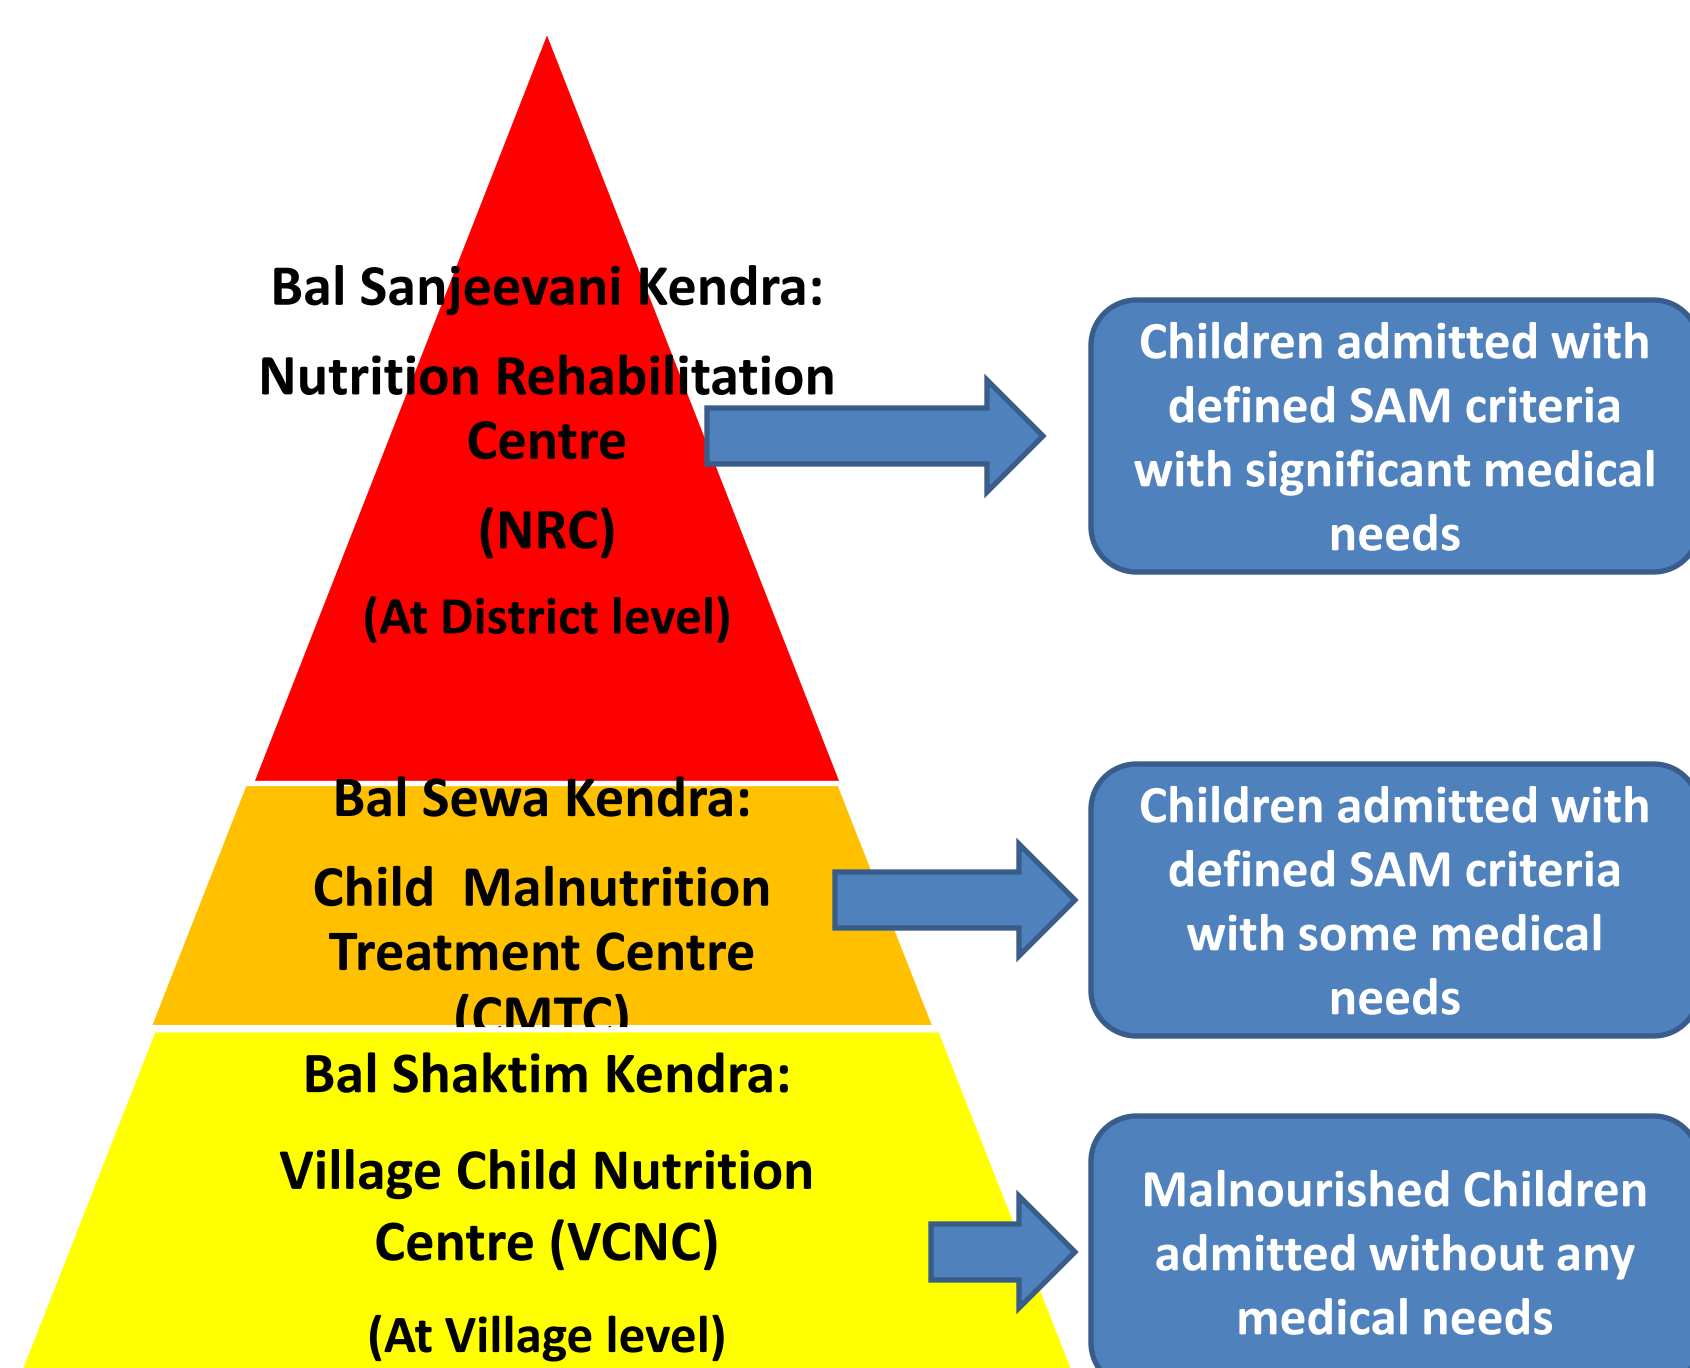 Bal Sanjeevani Kendra:
Nutrition Rehabilitation
Centre
(NRC)
(At District level)
Children admitted with
defined SAM criteria
with significant medical
needs
Bal Sewa Kendra:
Child Malnutrition
Treatment Centre
(CMTC)
Children admitted with
defined SAM criteria
with some medical
needs
Bal Shaktim Kendra:
Village Child Nutrition
Centre (VCNC)
(At Village level)
Malnourished Children
admitted without any
medical needs